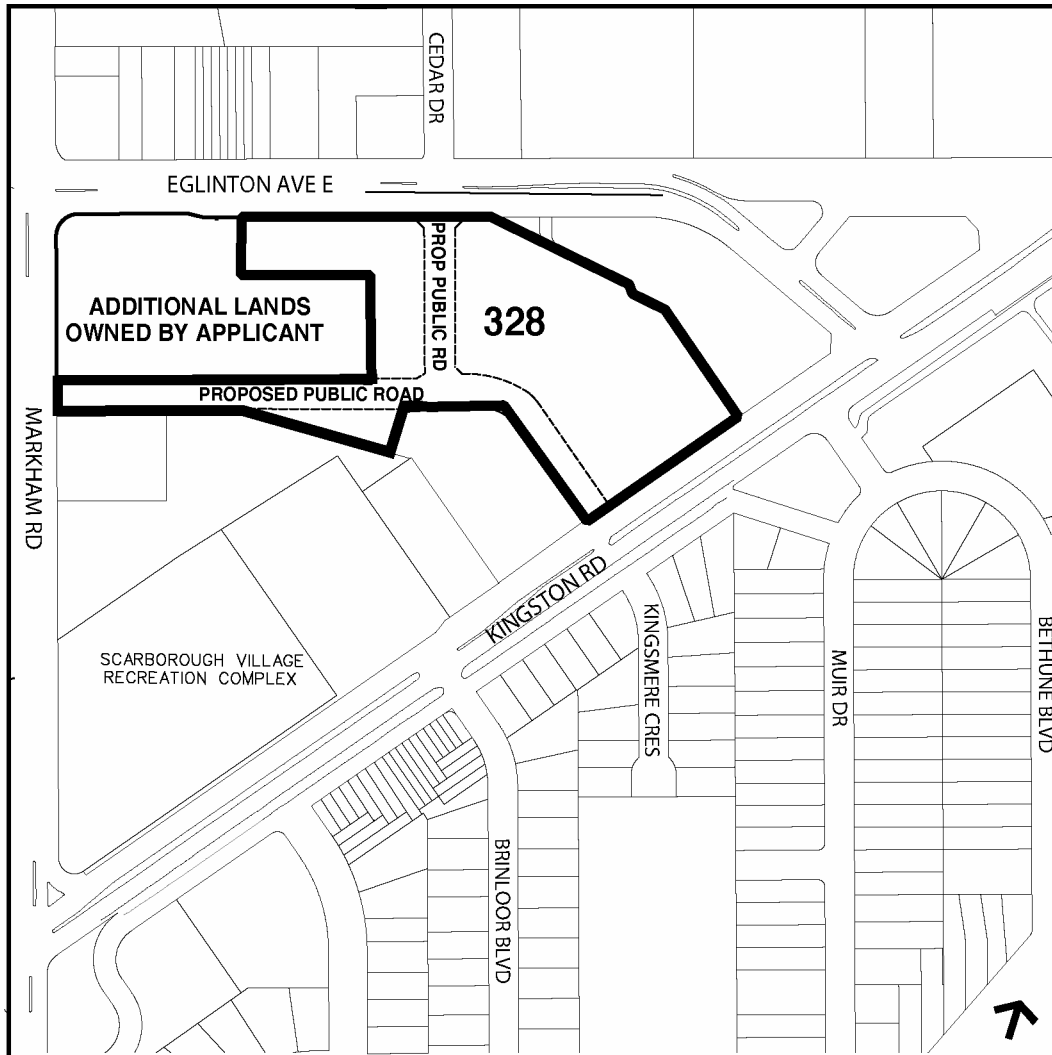 CEDAR DR
EGLINTON AVE E
PROP PUBLIC RD
ADDITIONAL LANDS
OWNED BY APPLICANT
328
PROPOSED PUBLIC ROAD
MARKHAM RD
KINGSTON RD
SCARBOROUGH VILLAGE
RECREATION COMPLEX
KINGSMERE CRES
MUIR DR
BETHUNE BLVD
BRINLOOR BLVD